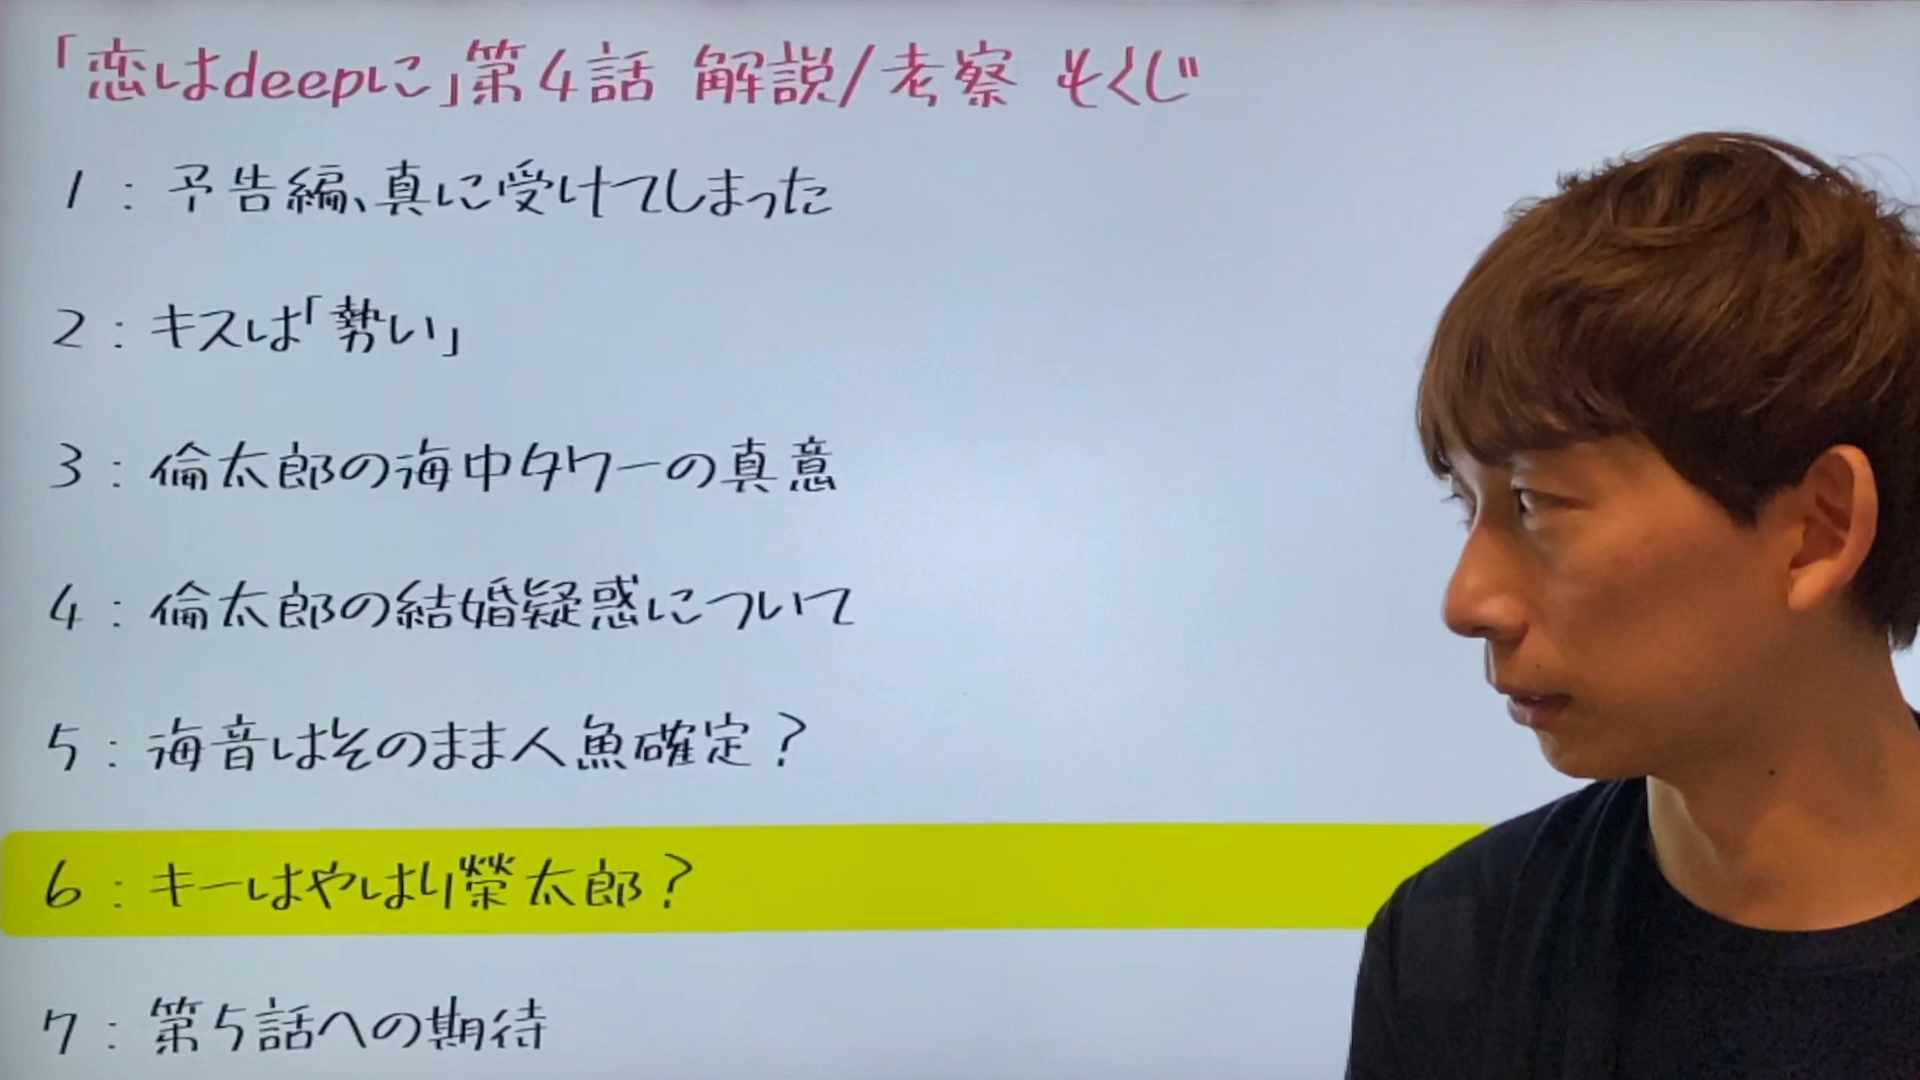 「恋はdeepに」第4話 解説/考察 もくじ
1：予告編、真に受けてしまった
2：キスは「勢い」
3：倫太郎の海中タワーの真意
4：倫太郎の結婚疑惑について
5：海音はそのまま人魚確定？
6：キーはやはり榮太郎？
7：第5話への期待